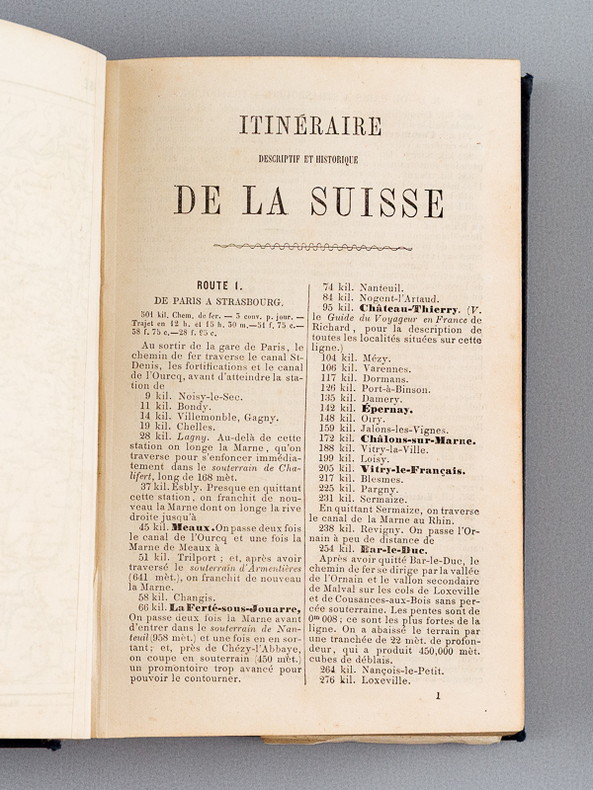 ITINÉRAIRE
DESCRIPTIF ET HISTORIQUE
DE LA SUISSE
ROUTE I.
DE PARIS A STRASBOURG.
501 kil. Chem. de fer. — 5 conv. p. jour. —
Trajet en 12 h. et 15 h. 50 m.—51 f. 75 c.—
38 f. 75 c.—28 f. 25 c.
Au sortir de la gare de Paris, le
chemin de fer traverse le canal St-
Denis, les fortifications et le canal
de l'Ourcq, avant d'atteindre la sta-
tion de
9 kil. Noisy-le-Sec.
11 kil. Bondy.
14 kil. Villemonble, Gagny.
19 kil. Chelles.
28 kil. Lagny. Au-delà de cette
station on longe la Marne, qu'on
traverse pour s'enfoncer immédia-
tement dans le souterrain de Cha-
lifert, long de 168 mèt.
37 kil. Esbly. Presque en quittant
cette station, on franchit de nou-
veau la Marne dont on longe la rive
droite jusqu'à
45 kil. Meaux. On passe deux fois
le canal de l'Ourcq et une fois la
Marne de Meaux à
51 kil. Trilport; et, après avoir
traversé le souterrain d'Armentières
(641 mèt.), on franchit de nouveau
la Marne.
58 kil. Changis.
66 kil. La Ferté-sous-Jouarre,
On passe deux fois la Marne avant
d'entrer dans le souterrain de Nan-
teuil (958 mèt.) et une fois en en sor-
tant; et, près de Chézy-l'Abbaye,
on coupe en souterrain (450 mèt.)
un promontoire trop avancé pour
pouvoir le contourner.
74 kil. Nanteuil.
84 kil. Nogent-l'Artaud.
95 kil. Château-Thierry. (V.
le Guide du Voyageur en France de
Richard, pour la description de
toutes les localités situées sur cette
ligne.)
104 kil. Mézy.
106 kil. Varennes.
117 kil. Dormans.
126 kil. Port-à-Binson.
135 kil. Damery.
142 kil. Épernay.
148 kil. Oiry.
159 kil. Jalons-les-Vignes.
172 kil. Châlons-sur-Marne.
188 kil. Vitry-la-Ville.
199 kil. Loisy.
205 kil. Vitry-le-Français.
217 kil. Blesmes.
225 kil. Pargny.
231 kil. Sermaize.
En quittant Sermaize, on traverse
le canal de la Marne au Rhin.
238 kil. Revigny. On passe l'Or-
nain à peu de distance de
254 kil. Bar-le-Duc.
Après avoir quitté Bar-le-Duc, le
chemin de fer se dirige par la vallée
de l'Ornain et le vallon secondaire
de Malval sur les cols de Loxeville
et de Cousances-aux-Bois sans per-
cée souterraine. Les pentes sont de
0m 008; ce sont les plus fortes de la
ligne. On a abaissé le terrain par
une tranchée de 22 mèt. de profon-
deur, qui a produit 450,000 mèt.
cubes de déblais.
264 kil. Nançois-le-Petit.
276 kil. Loxeville.
1